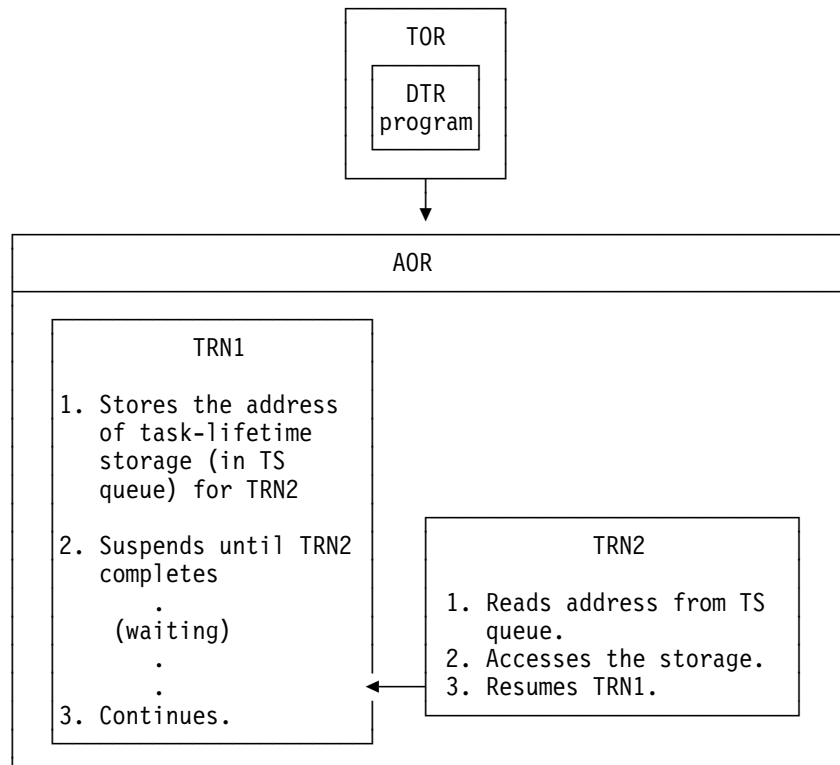 TOR
DTR
program
AOR
TRN1
1. Stores the address
of task-lifetime
storage (in TS
queue) for TRN2
2. Suspends until TRN2
completes
.
(waiting)
.
.
3. Continues.
TRN2
1. Reads address from TS
queue.
2. Accesses the storage.
3. Resumes TRN1.